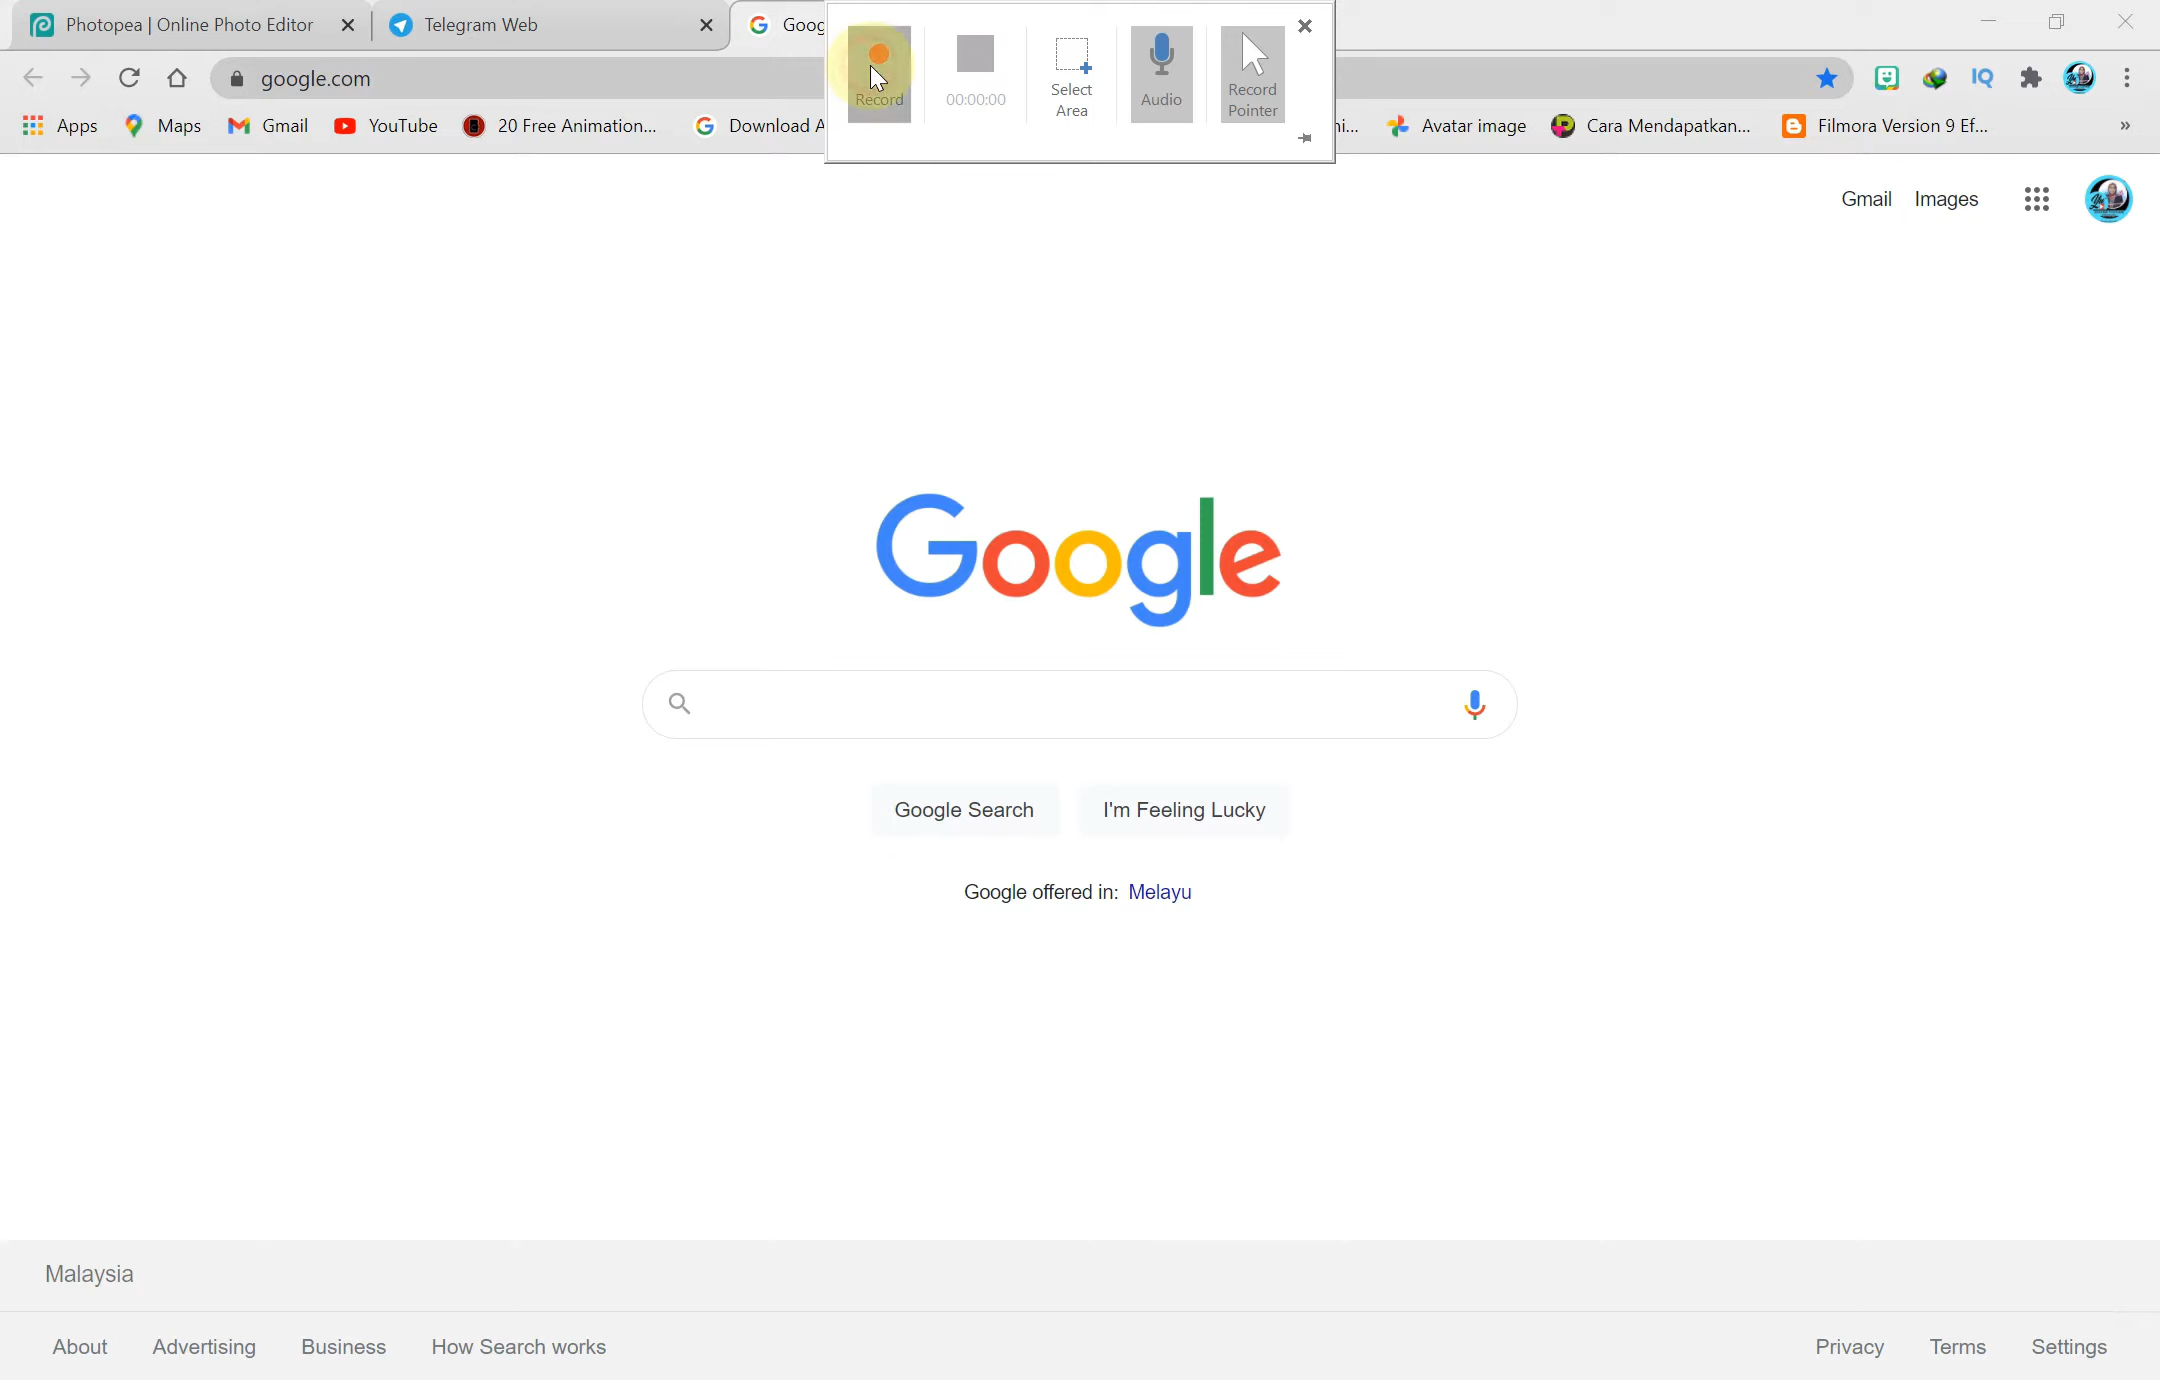 Photopea | Online Photo Editor
Telegram Web
google.com
Record
00:00:00
Select
Area
Audio
Record
Pointer
Apps
Maps
Gmail
YouTube
20 Free Animation...
Download
Avatar image
Cara Mendapatkan...
Filmora Version 9 Ef...
»
IQ
Gmail
Images
Google
Google Search
I'm Feeling Lucky
Google offered in: Melayu
Malaysia
About
Advertising
Business
How Search works
Privacy
Terms
Settings